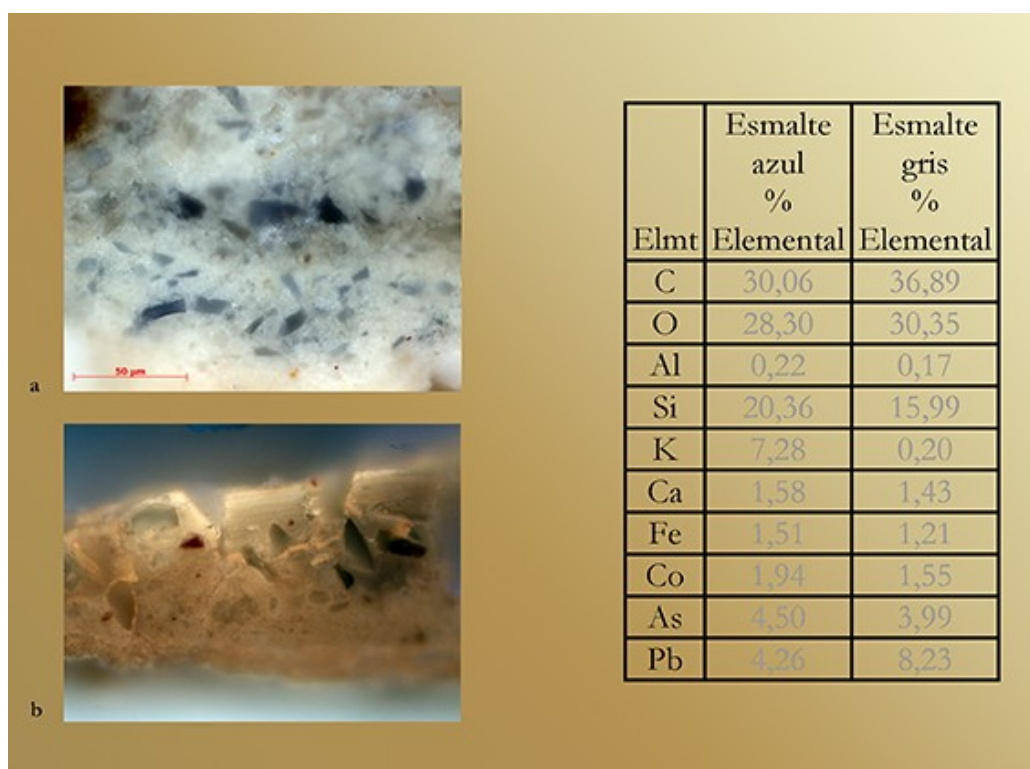 50 µm
a
b
Esmalte azul % Elemental
Esmalte gris % Elemental
Elmt
C 30,06 36,89
O 28,30 30,35
Al 0,22 0,17
Si 20,36 15,99
K 7,28 0,20
Ca 1,58 1,43
Fe 1,51 1,21
Co 1,94 1,55
As 4,50 3,99
Pb 4,26 8,23